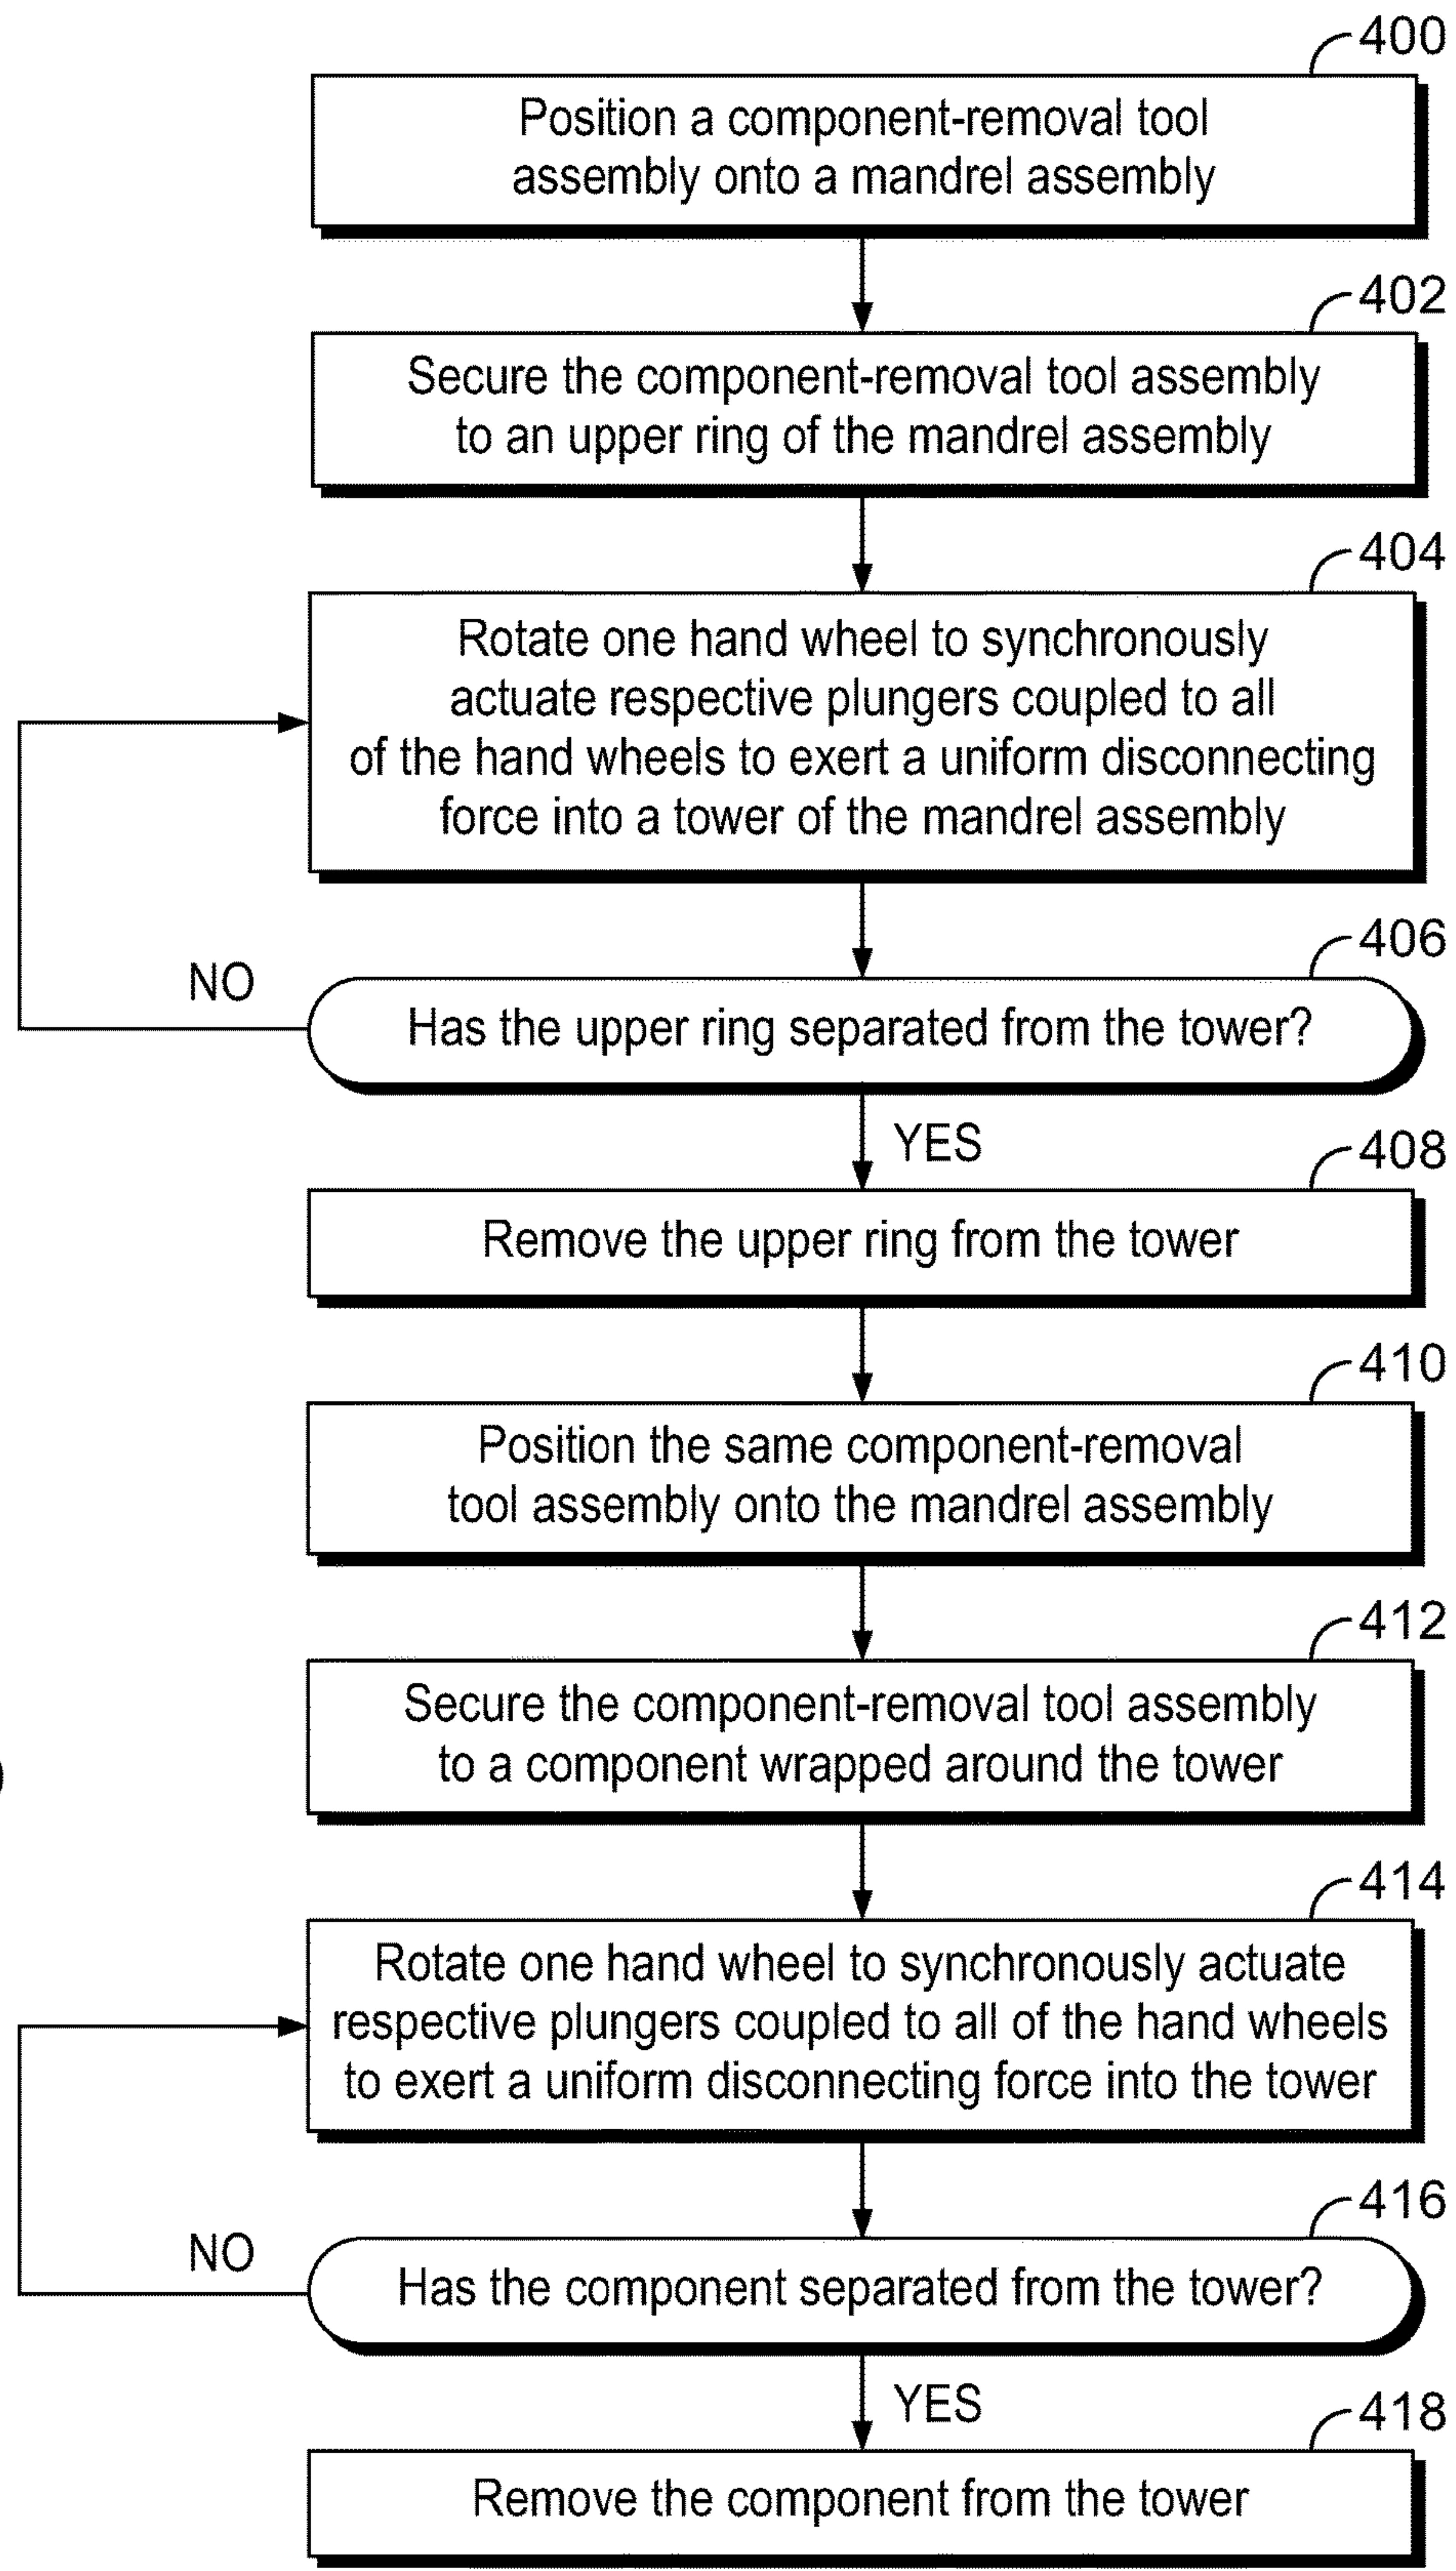 400
Position a component-removal tool
assembly onto a mandrel assembly
402
Secure the component-removal tool assembly
to an upper ring of the mandrel assembly
404
Rotate one hand wheel to synchronously
actuate respective plungers coupled to all
of the hand wheels to exert a uniform disconnecting
force into a tower of the mandrel assembly
406
NO
Has the upper ring separated from the tower?
YES
408
Remove the upper ring from the tower
410
Position the same component-removal
tool assembly onto the mandrel assembly
412
Secure the component-removal tool assembly
to a component wrapped around the tower
414
Rotate one hand wheel to synchronously actuate
respective plungers coupled to all of the hand wheels
to exert a uniform disconnecting force into the tower
416
NO
Has the component separated from the tower?
YES
418
Remove the component from the tower